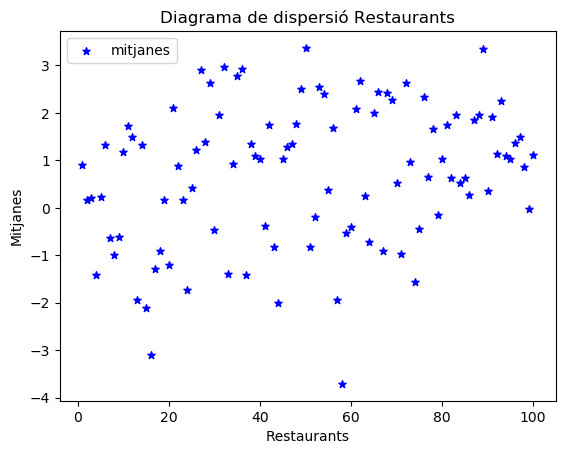 Diagrama de dispersió Restaurants
mitjanes
3
2
1
0
−1
−2
−3
−4
Mitjanes
0 20 40 60 80 100
Restaurants